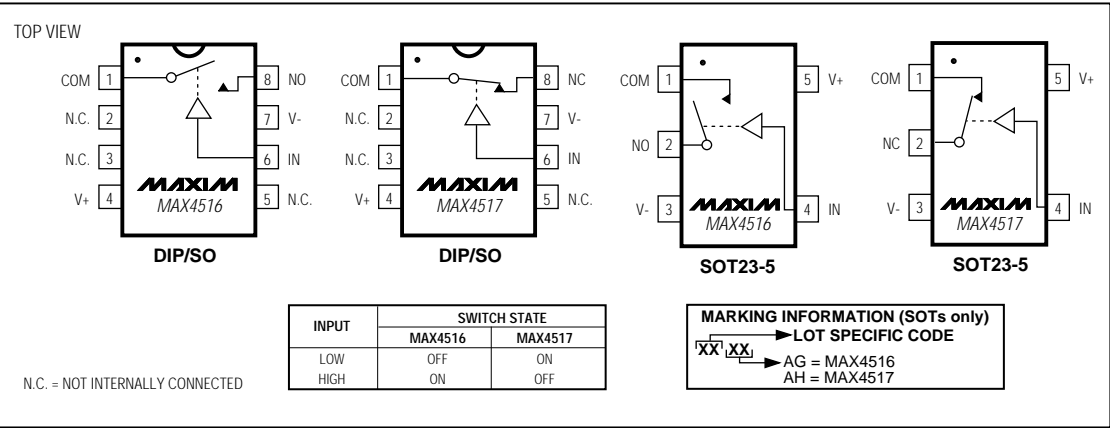 TOP VIEW
COM 1 8 NO
N.C. 2 7 V-
N.C. 3 6 IN
V+ 4 5 N.C.
MAXIM
MAX4516
DIP/SO
COM 1 8 NC
N.C. 2 7 V-
N.C. 3 6 IN
V+ 4 5 N.C.
MAXIM
MAX4517
DIP/SO
COM 1 5 V+
NO 2
V- 3 4 IN
MAXIM
MAX4516
SOT23-5
COM 1 5 V+
NC 2
V- 3 4 IN
MAXIM
MAX4517
SOT23-5
INPUT SWITCH STATE
MAX4516 MAX4517
LOW OFF ON
HIGH ON OFF
MARKING INFORMATION (SOTs only)
LOT SPECIFIC CODE
XX XX
AG = MAX4516
AH = MAX4517
N.C. = NOT INTERNALLY CONNECTED